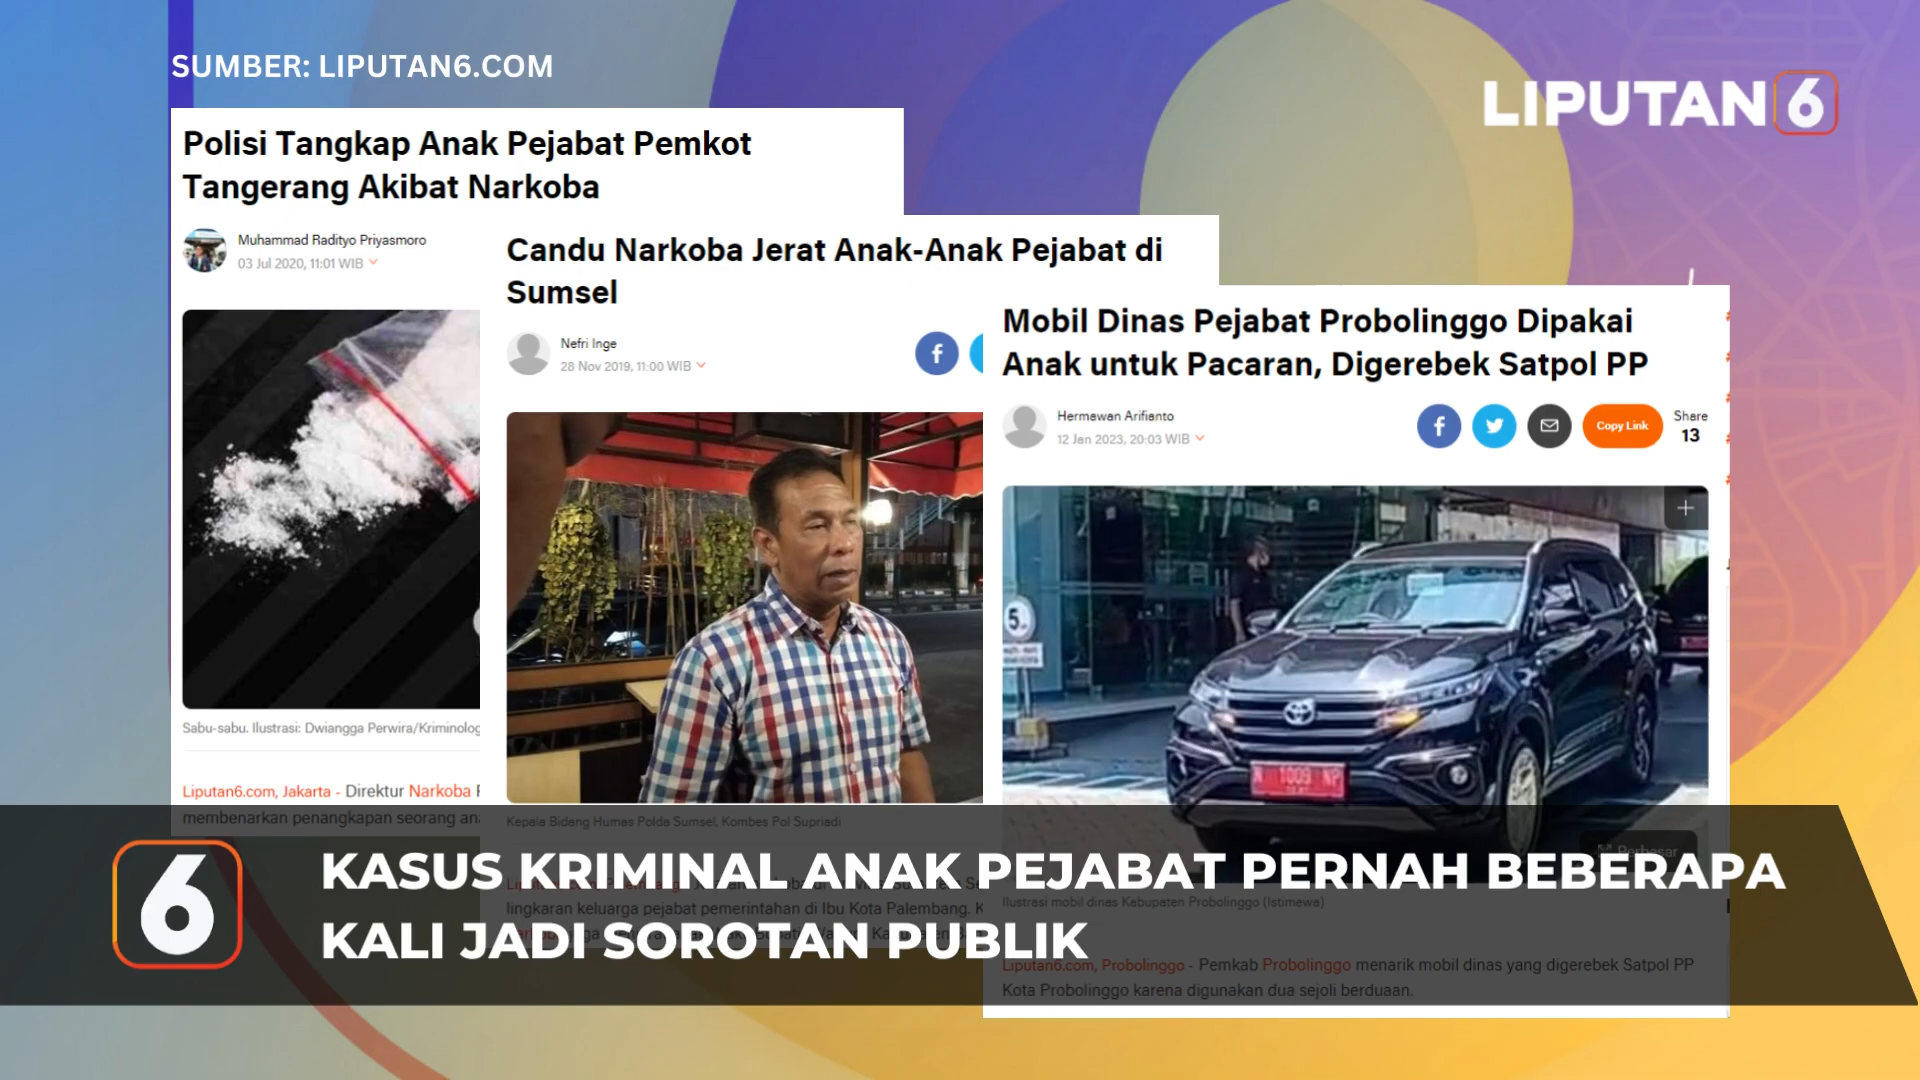 SUMBER: LIPUTAN6.COM
LIPUTAN 6
Polisi Tangkap Anak Pejabat Pemkot
Tangerang Akibat Narkoba
Muhammad Radityo Priyasmoro
03 Jul 2020, 11:01 WIB
Sabu-sabu. Ilustrasi: Dwiangga Perwira/Kriminolog
Liputan6.com, Jakarta - Direktur Narkoba
membenarkan penangkapan seorang
Candu Narkoba Jerat Anak-Anak Pejabat di
Sumsel
Nefri Inge
28 Nov 2019, 11:00 WIB
Kepala Bidang Humas Polda Sumsel, Kombes Pol Supriadi
lingkaran keluarga pejabat pemerintahan di Ibu Kota Palembang.
Mobil Dinas Pejabat Probolinggo Dipakai
Anak untuk Pacaran, Digerebek Satpol PP
Hermawan Arifianto
12 Jan 2023, 20:03 WIB
Copy Link
Share
13
5
N 1009 NP
Perbesar
Ilustrasi mobil dinas Kabupaten Probolinggo (Istimewa)
Liputan6.com, Probolinggo - Pemkab Probolinggo menarik mobil dinas yang digerebek Satpol PP
Kota Probolinggo karena digunakan dua sejoli berduaan.
6
KASUS KRIMINAL ANAK PEJABAT PERNAH BEBERAPA
KALI JADI SOROTAN PUBLIK